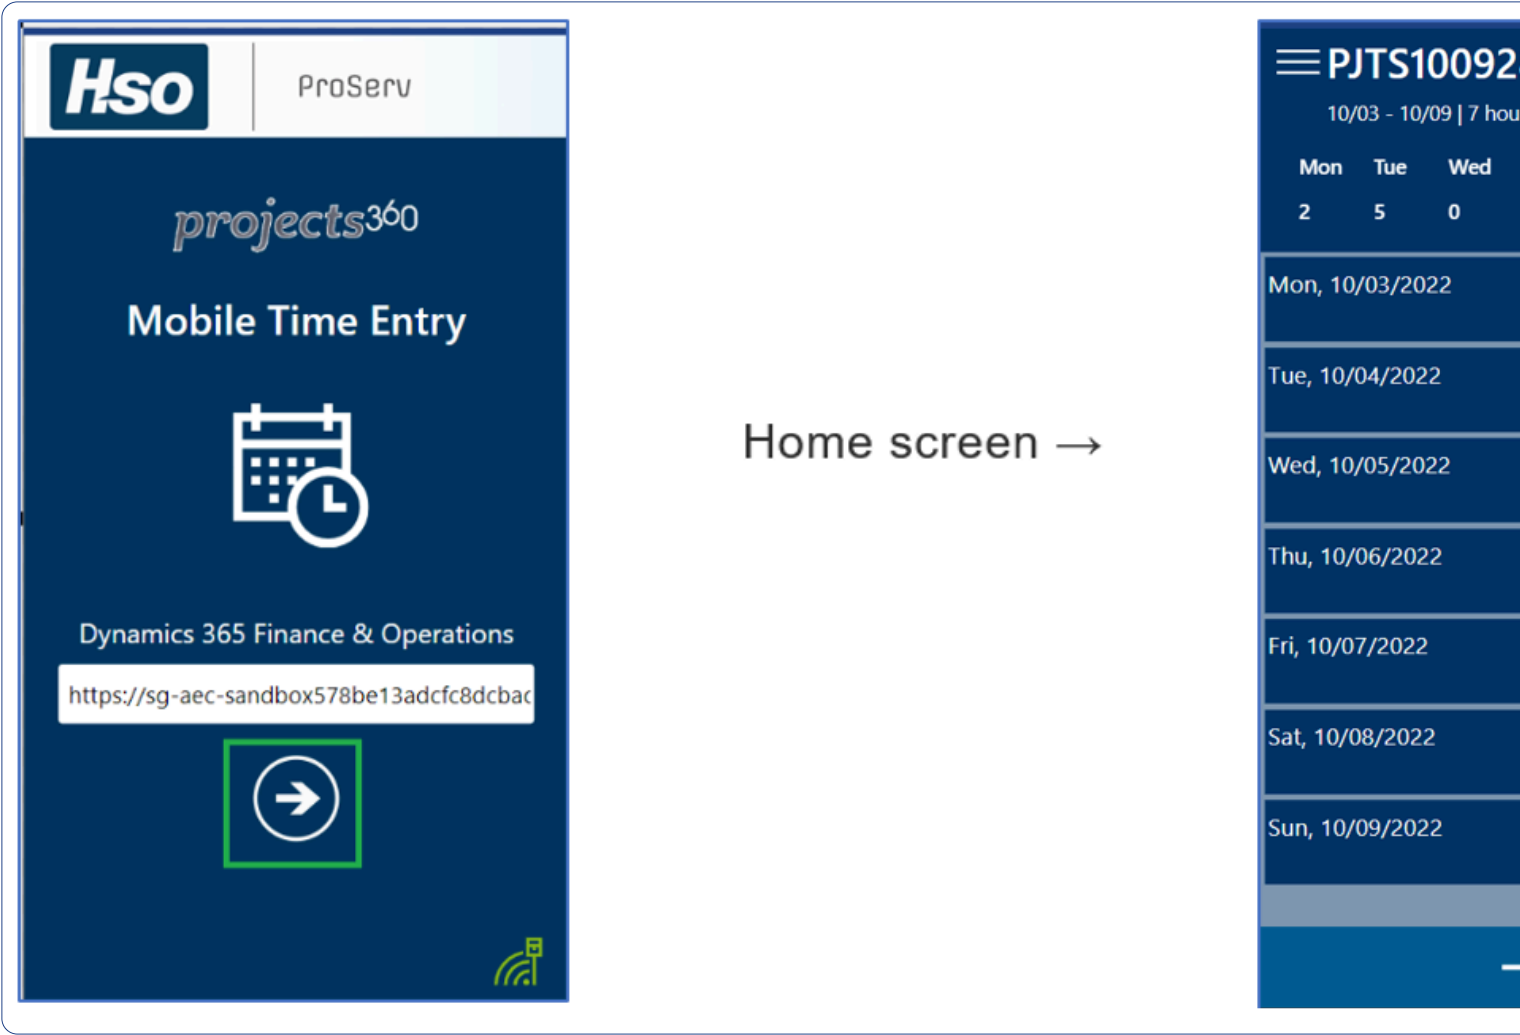 Hso
ProServ
projects360
Mobile Time Entry
Dynamics 365 Finance & Operations
https://sg-aec-sandbox578be13adcfc8dcbac
Home screen →
PJTS10092
10/03 - 10/09 | 7 hou
Mon Tue Wed
2 5 0
Mon, 10/03/2022
Tue, 10/04/2022
Wed, 10/05/2022
Thu, 10/06/2022
Fri, 10/07/2022
Sat, 10/08/2022
Sun, 10/09/2022